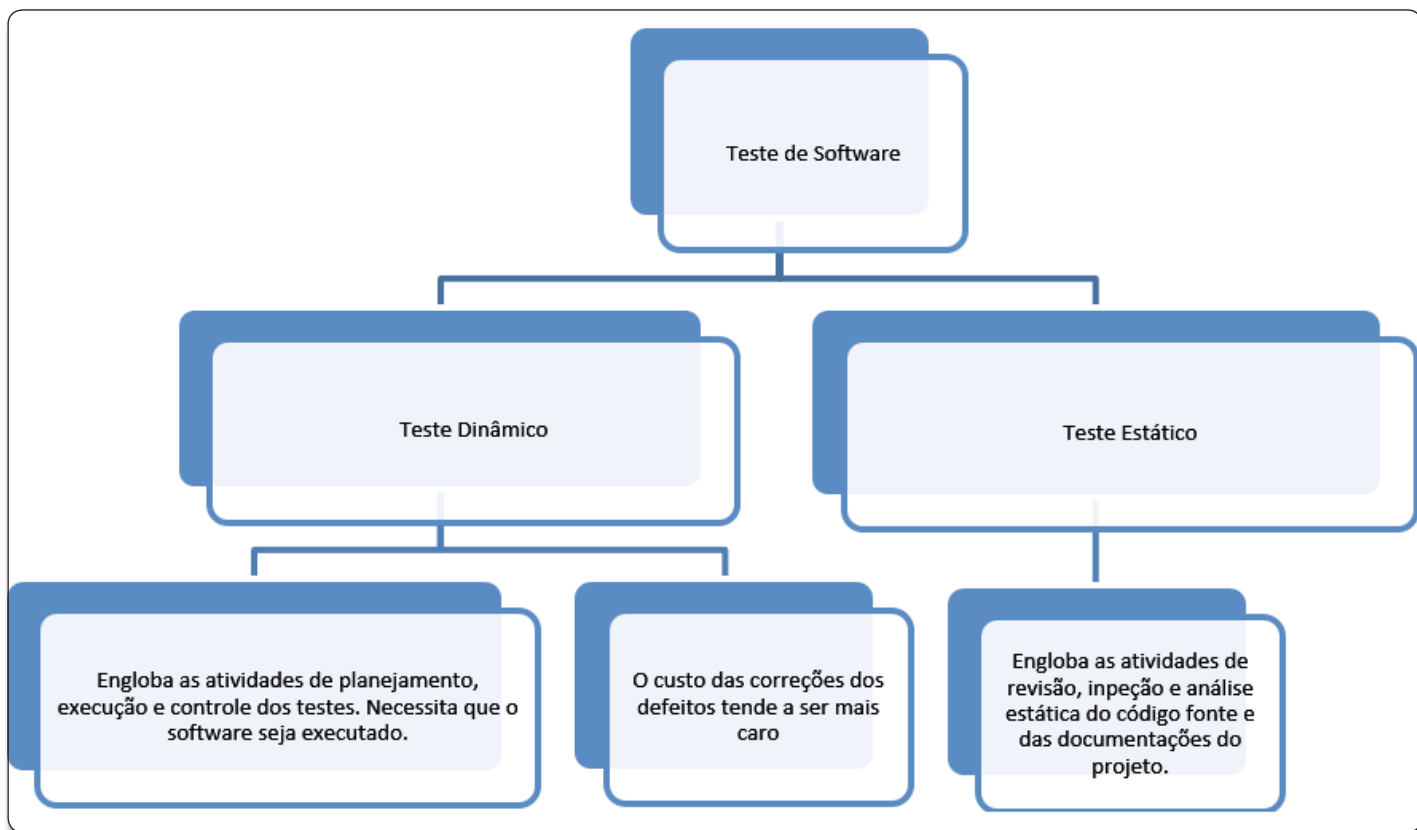 Teste de Software
Teste Dinâmico
Teste Estático
Engloba as atividades de planejamento,
execução e controle dos testes. Necessita que o
software seja executado.
O custo das correções dos
defeitos tende a ser mais
caro
Engloba as atividades de
revisão, inpeção e análise
estática do código fonte e
das documentações do
projeto.